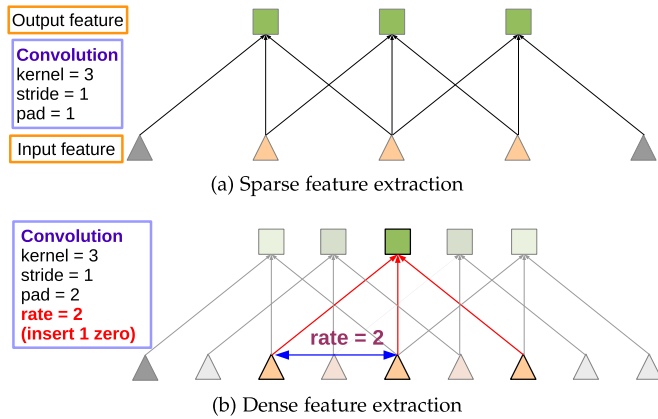 Output feature
Convolution
kernel = 3
stride = 1
pad = 1
Input feature
(a) Sparse feature extraction
Convolution
kernel = 3
stride = 1
pad = 2
rate = 2
(insert 1 zero)
rate = 2
(b) Dense feature extraction